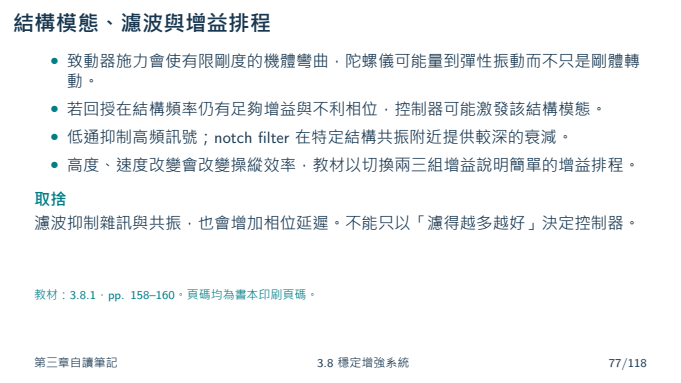 結構模態、濾波與增益排程
• 致動器施力會使有限剛度的機體彎曲，陀螺儀可能量到彈性振動而不只是剛體轉
動。
• 若回授在結構頻率仍有足夠增益與不利相位，控制器可能激發該結構模態。
• 低通抑制高頻訊號；notch filter 在特定結構共振附近提供較深的衰減。
• 高度、速度改變會改變操縱效率，教材以切換兩三組增益說明簡單的增益排程。
取捨
濾波抑制雜訊與共振，也會增加相位延遲。不能只以「濾得越多越好」決定控制器。
教材：3.8.1，pp. 158–160。頁碼均為書本印刷頁碼。
第三章自讀筆記
3.8 穩定增強系統
77/118